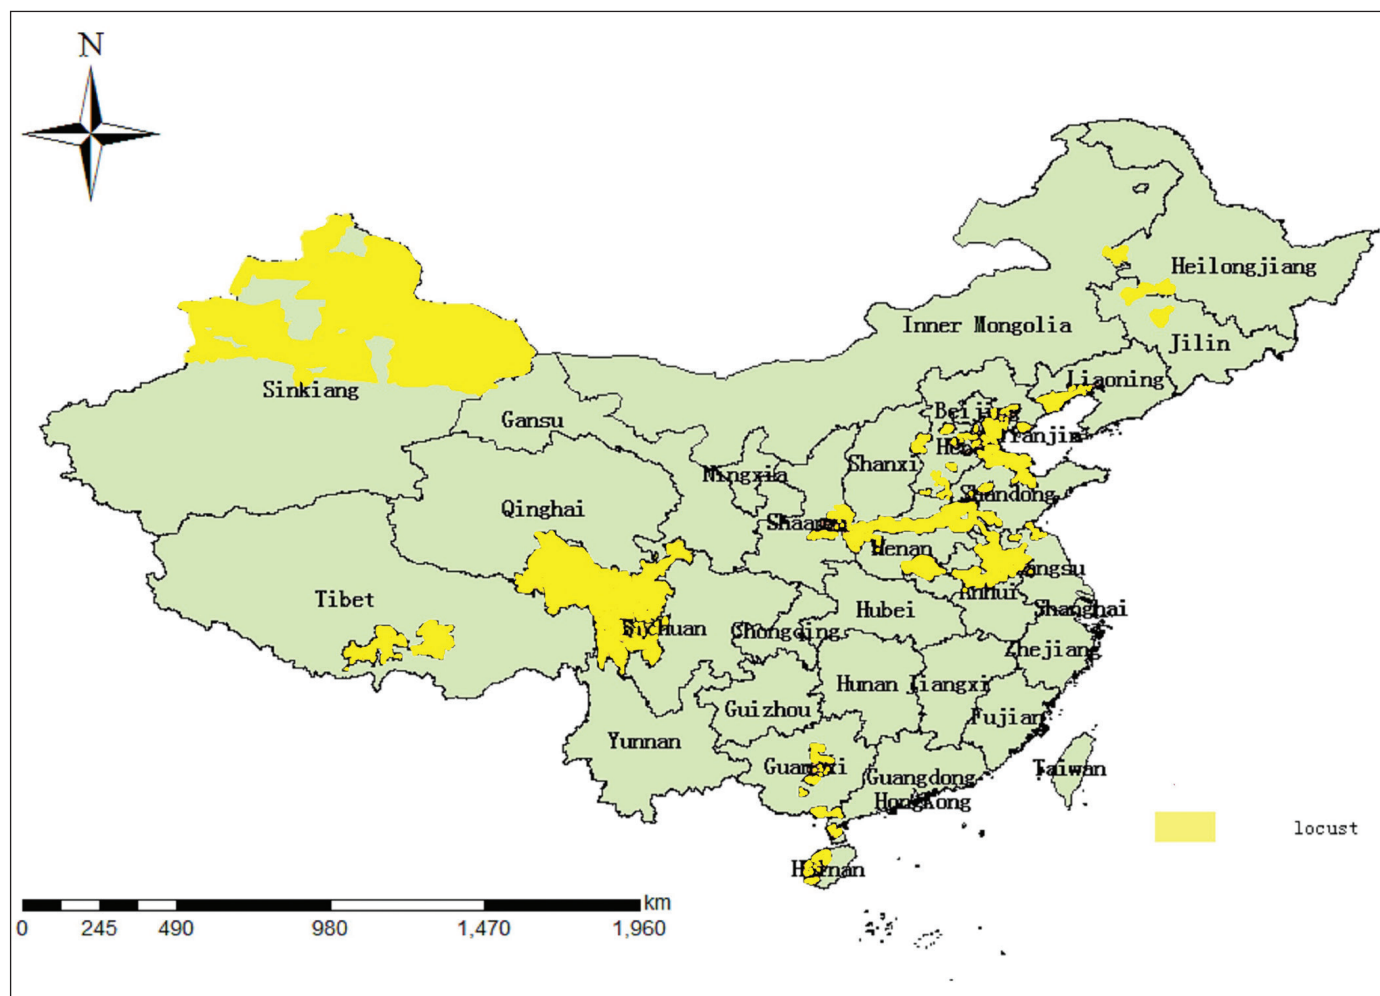 N
Heilongjiang
Inner Mongolia
Jilin
Liaoning
Sinkiang
Beijing
Gansu
Tianjin
Hebei
Shanxi
Ningxia
Shandong
Qinghai
Shaanxi
Henan
Jiangsu
Tibet
Anhui
Hubei
Shanghai
Sichuan
Chongqing
Zhejiang
Hunan
Jiangxi
Guizhou
Fujian
Yunnan
Guangxi
Guangdong
Taiwan
HongKong
locust
Hainan
km
0 245 490 980 1,470 1,960